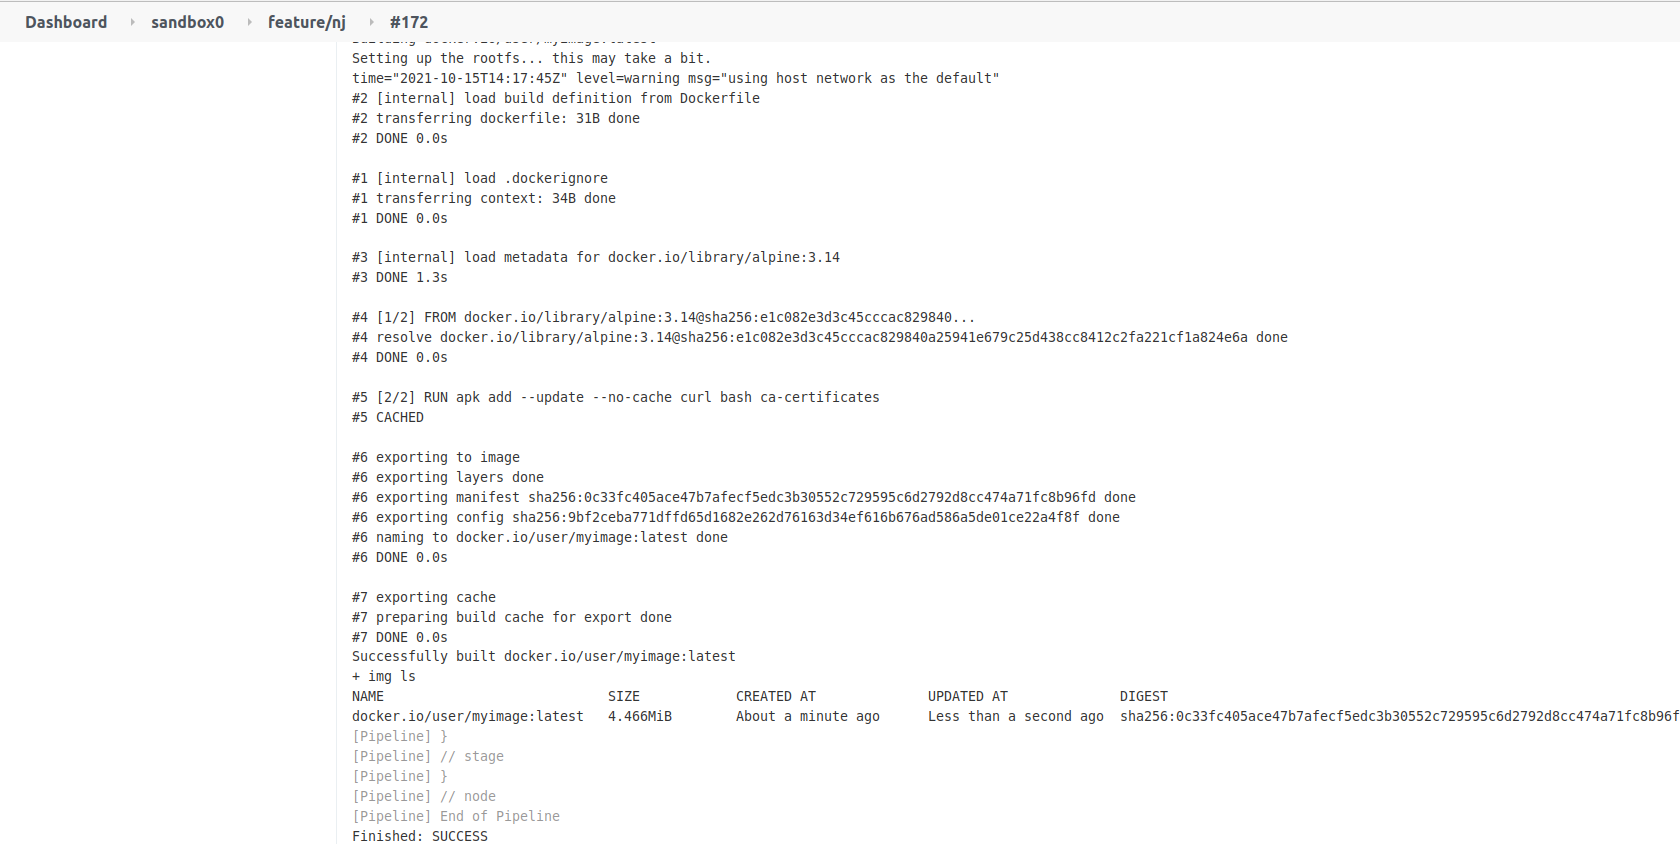 Dashboard sandbox0 feature/nj #172
Building docker.io/user/myimage:latest
Setting up the rootfs... this may take a bit.
time="2021-10-15T14:17:45Z" level=warning msg="using host network as the default"
#2 [internal] load build definition from Dockerfile
#2 transferring dockerfile: 31B done
#2 DONE 0.0s
#1 [internal] load .dockerignore
#1 transferring context: 34B done
#1 DONE 0.0s
#3 [internal] load metadata for docker.io/library/alpine:3.14
#3 DONE 1.3s
#4 [1/2] FROM docker.io/library/alpine:3.14@sha256:e1c082e3d3c45cccac829840...
#4 resolve docker.io/library/alpine:3.14@sha256:e1c082e3d3c45cccac829840a25941e679c25d438cc8412c2fa221cf1a824e6a done
#4 DONE 0.0s
#5 [2/2] RUN apk add --update --no-cache curl bash ca-certificates
#5 CACHED
#6 exporting to image
#6 exporting layers done
#6 exporting manifest sha256:0c33fc405ace47b7afecf5edc3b30552c729595c6d2792d8cc474a71fc8b96fd done
#6 exporting config sha256:9bf2ceba771dffd65d1682e262d76163d34ef616b676ad586a5de01ce22a4f8f done
#6 naming to docker.io/user/myimage:latest done
#6 DONE 0.0s
#7 exporting cache
#7 preparing build cache for export done
#7 DONE 0.0s
Successfully built docker.io/user/myimage:latest
+ img ls
NAME SIZE CREATED AT UPDATED AT DIGEST
docker.io/user/myimage:latest 4.466MiB About a minute ago Less than a second ago sha256:0c33fc405ace47b7afecf5edc3b30552c729595c6d2792d8cc474a71fc8b96f
[Pipeline] }
[Pipeline] // stage
[Pipeline] }
[Pipeline] // node
[Pipeline] End of Pipeline
Finished: SUCCESS